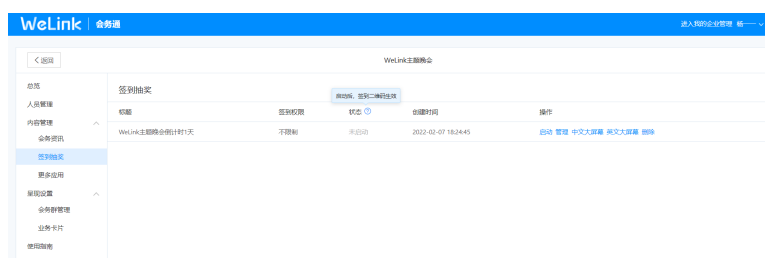 WeLink 会务通
进入我的企业管理 杨
< 返回
WeLink主题晚会
总览
人员管理
内容管理
会务资讯
签到抽奖
更多应用
呈现设置
会务群管理
业务卡片
使用指南
签到抽奖
启动后，签到二维码生效
标题 签到权限 状态 ? 创建时间 操作
WeLink主题晚会倒计时1天 不限制 未启动 2022-02-07 18:24:45 启动 管理 中文大屏幕 英文大屏幕 删除